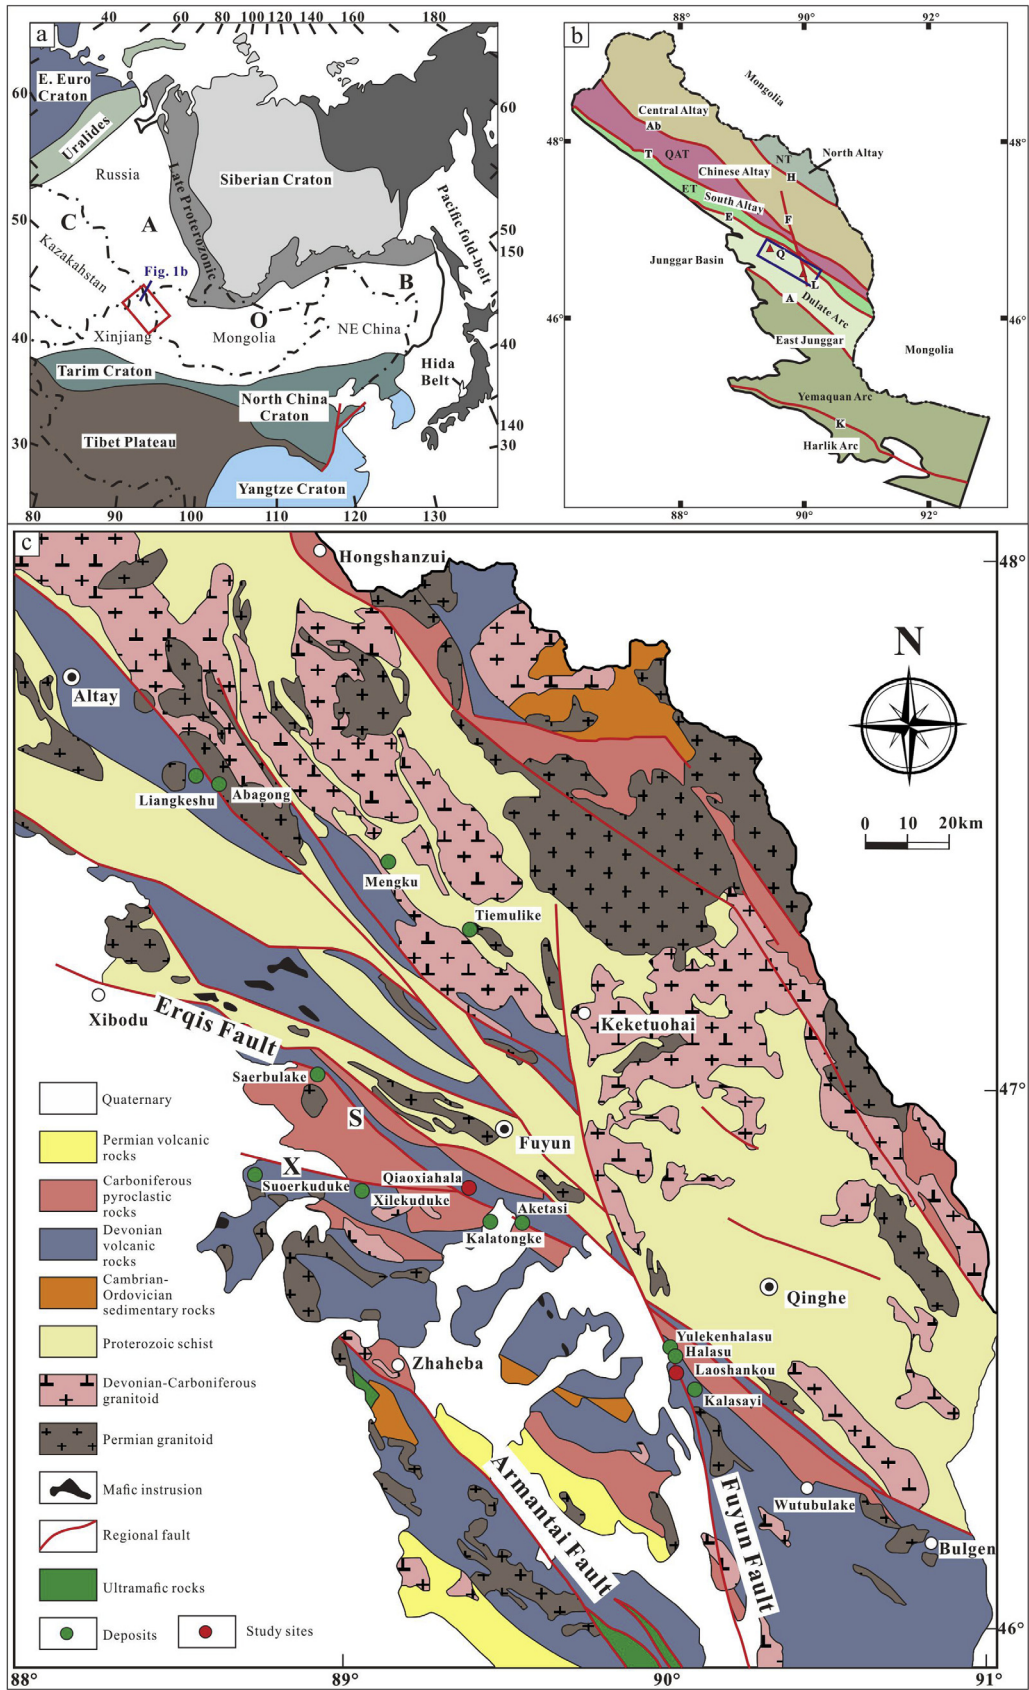 a
40
60
80
100
120
140
160
180
E. Euro
Craton
60
60
Uralides
Russia
Siberian Craton
Late Proterozonic
Pacific fold-belt
50
50
150
C
A
B
O
Kazakahstan
Fig. 1b
Xinjiang
Mongolia
NE China
40
40
Tarim Craton
Hida
Belt
North China
Craton
140
Tibet Plateau
30
30
Yangtze Craton
80
90
100
110
120
130
b
88°
90°
92°
Mongolia
Central Altay
Ab
48°
48°
T
QAT
NT
North Altay
Chinese Altay
H
ET
South Altay
E
F
Junggar Basin
Q
L
A
Dulate Arc
46°
46°
East Junggar
Mongolia
Yemaquan Arc
K
Harlik Arc
88°
90°
92°
c
Hongshanzui
48°
N
Altay
Liangkeshu
Abagong
0 10 20km
Mengku
Tiemulike
Xibodu
Erqis Fault
Keketuohai
Saerbulake
47°
S
Fuyun
X
Suoerkuduke
Qiaoxiahala
Xilekuduke
Aketasi
Kalatongke
Qinghe
Yulekenhalasu
Halasu
Laoshankou
Kalasayi
Zhaheba
Armantai Fault
Fuyun Fault
Wutubulake
Bulgen
46°
Quaternary
Permian volcanic
rocks
Carboniferous
pyroclastic
rocks
Devonian
volcanic
rocks
Cambrian-
Ordovician
sedimentary rocks
Proterozoic schist
Devonian-Carboniferous
granitoid
Permian granitoid
Mafic instrusion
Regional fault
Ultramafic rocks
Deposits
Study sites
88°
89°
90°
91°